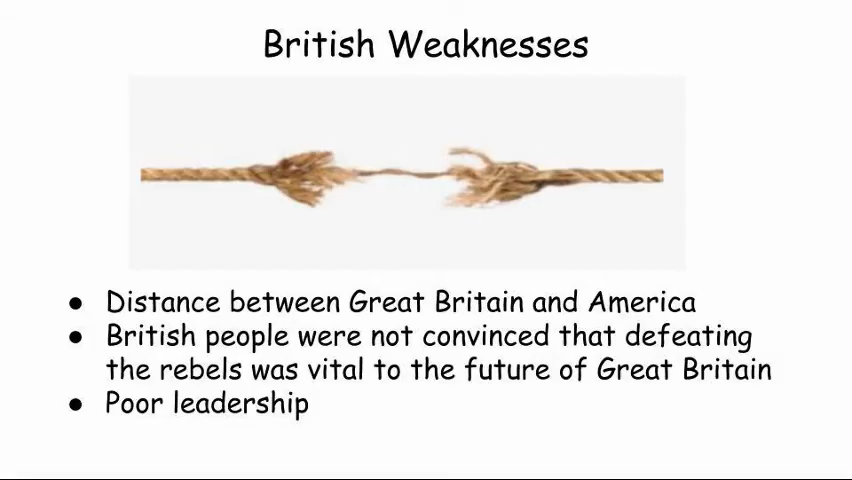 British Weaknesses
● Distance between Great Britain and America
● British people were not convinced that defeating
the rebels was vital to the future of Great Britain
● Poor leadership